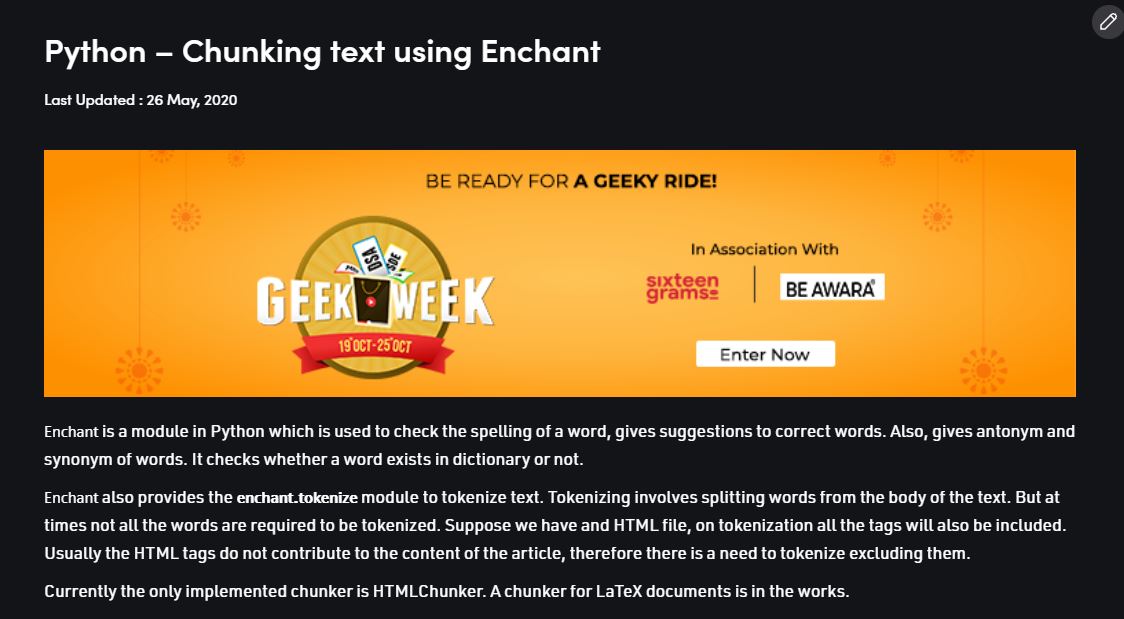 Python – Chunking text using Enchant
Last Updated : 26 May, 2020
BE READY FOR A GEEKY RIDE!
DSA
SDE
GEEK WEEK
19 OCT - 25 OCT
In Association With
sixteen
grams
BE AWARA
Enter Now
Enchant is a module in Python which is used to check the spelling of a word, gives suggestions to correct words. Also, gives antonym and
synonym of words. It checks whether a word exists in dictionary or not.
Enchant also provides the enchant.tokenize module to tokenize text. Tokenizing involves splitting words from the body of the text. But at
times not all the words are required to be tokenized. Suppose we have and HTML file, on tokenization all the tags will also be included.
Usually the HTML tags do not contribute to the content of the article, therefore there is a need to tokenize excluding them.
Currently the only implemented chunker is HTMLChunker. A chunker for LaTeX documents is in the works.